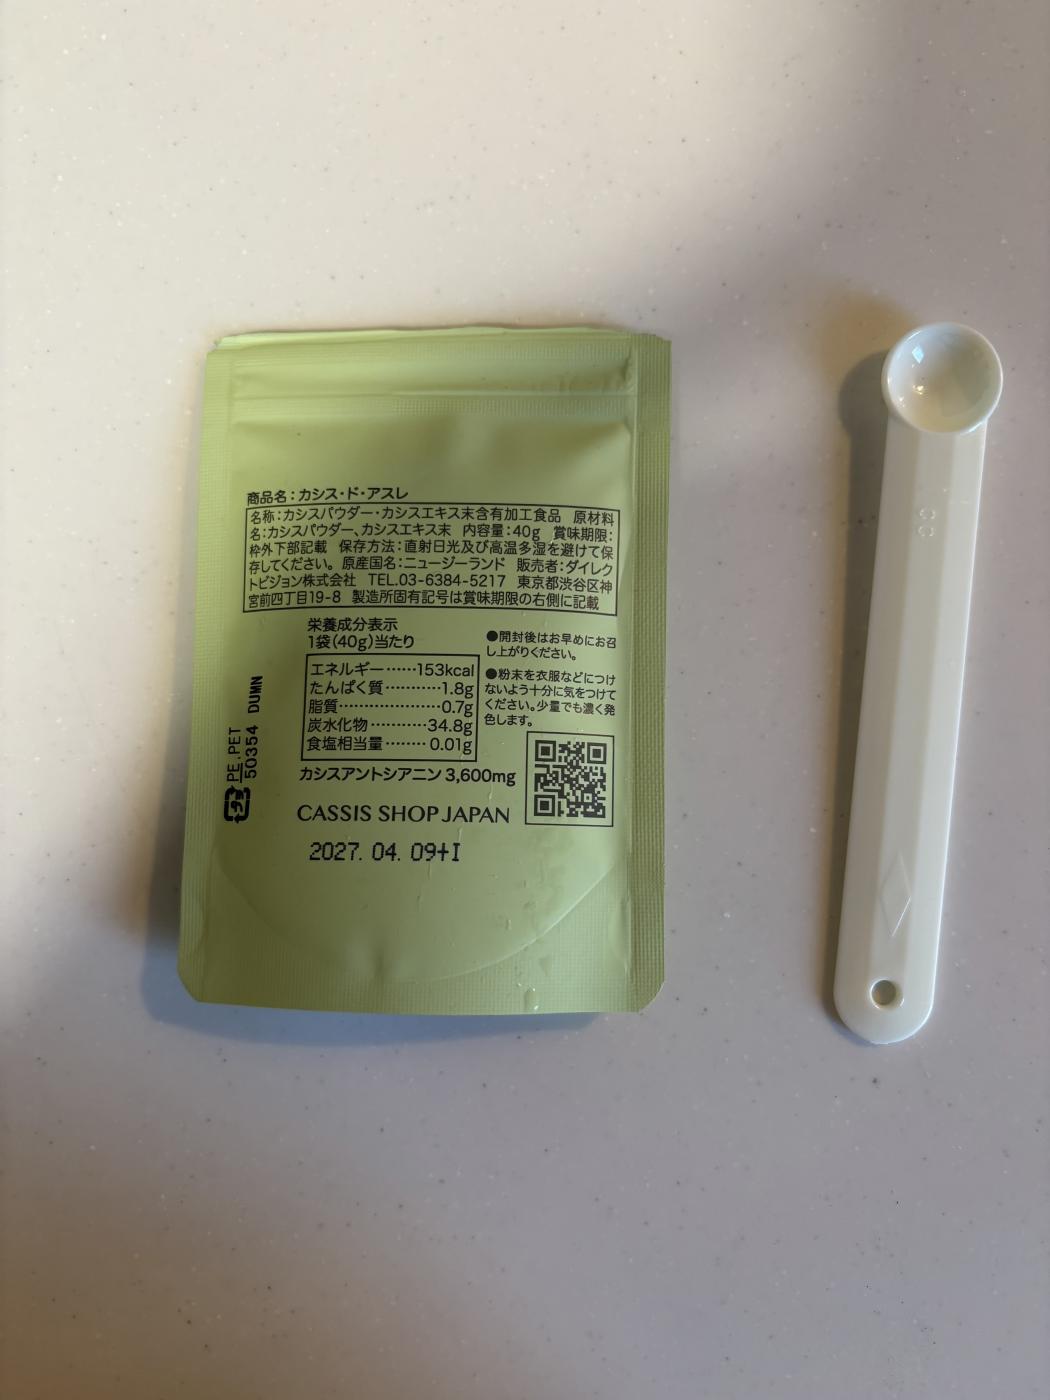 商品名：カシス・ド・アスレ
名称：カシスパウダー・カシスエキス末含有加工食品　原材料
名：カシスパウダー、カシスエキス末　内容量：40g　賞味期限：
枠外下部記載　保存方法：直射日光及び高温多湿を避けて保
存してください。原産国名：ニュージーランド　販売者：ダイレク
トビジョン株式会社　TEL.03-6384-5217　東京都渋谷区神
宮前四丁目19-8　製造所固有記号は賞味期限の右側に記載
栄養成分表示
1袋(40g)当たり
エネルギー……153kcal
たんぱく質…………1.8g
脂質…………………0.7g
炭水化物…………34.8g
食塩相当量………0.01g
カシスアントシアニン3,600mg
●開封後はお早めにお召
し上がりください。
●粉末を衣服などにつけ
ないよう十分に気をつけて
ください。少量でも濃く発
色します。
CASSIS SHOP JAPAN
2027. 04. 09+I
プラ
PE.PET
50354 DUMN